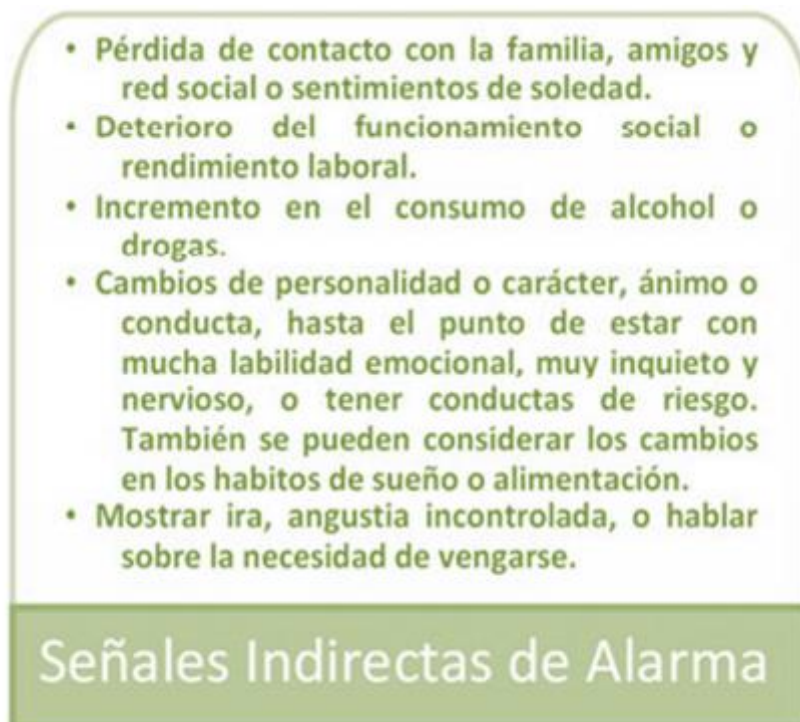 • Pérdida de contacto con la familia, amigos y
red social o sentimientos de soledad.
• Deterioro del funcionamiento social o
rendimiento laboral.
• Incremento en el consumo de alcohol o
drogas.
• Cambios de personalidad o carácter, ánimo o
conducta, hasta el punto de estar con
mucha labilidad emocional, muy inquieto y
nervioso, o tener conductas de riesgo.
También se pueden considerar los cambios
en los habitos de sueño o alimentación.
• Mostrar ira, angustia incontrolada, o hablar
sobre la necesidad de vengarse.
Señales Indirectas de Alarma